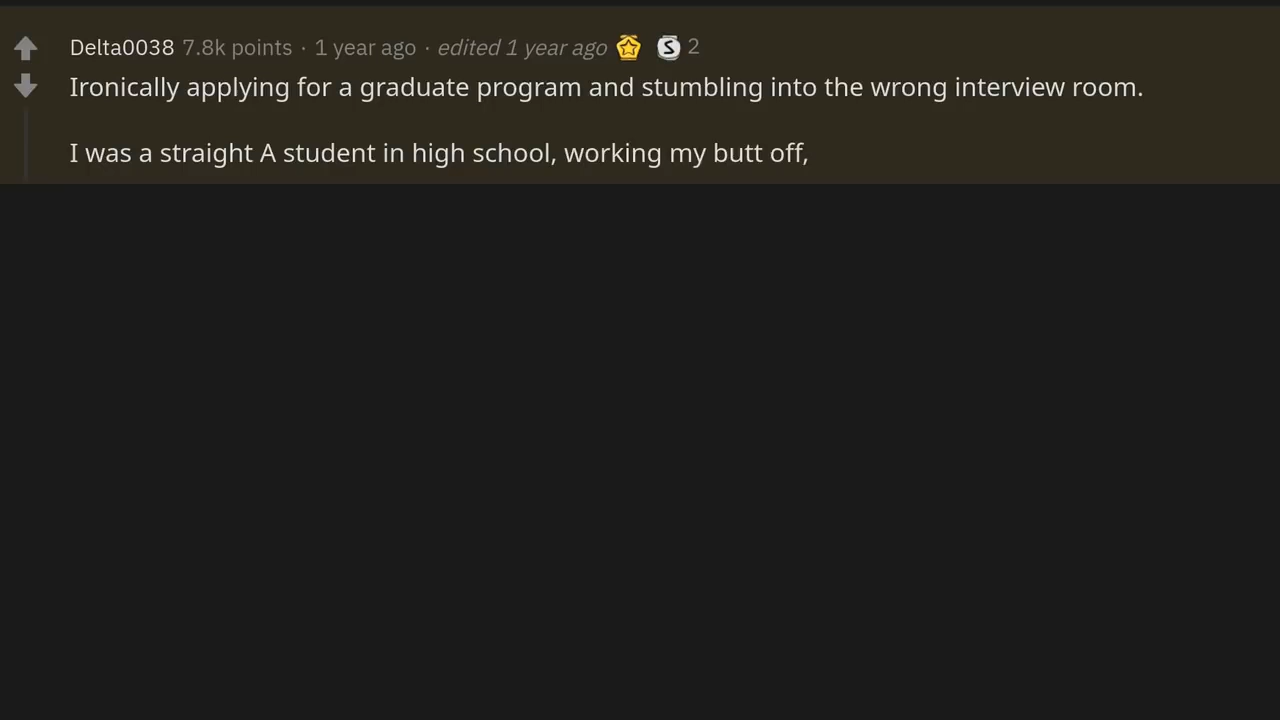 Delta0038 7.8k points · 1 year ago · edited 1 year ago S 2
Ironically applying for a graduate program and stumbling into the wrong interview room.
I was a straight A student in high school, working my butt off,